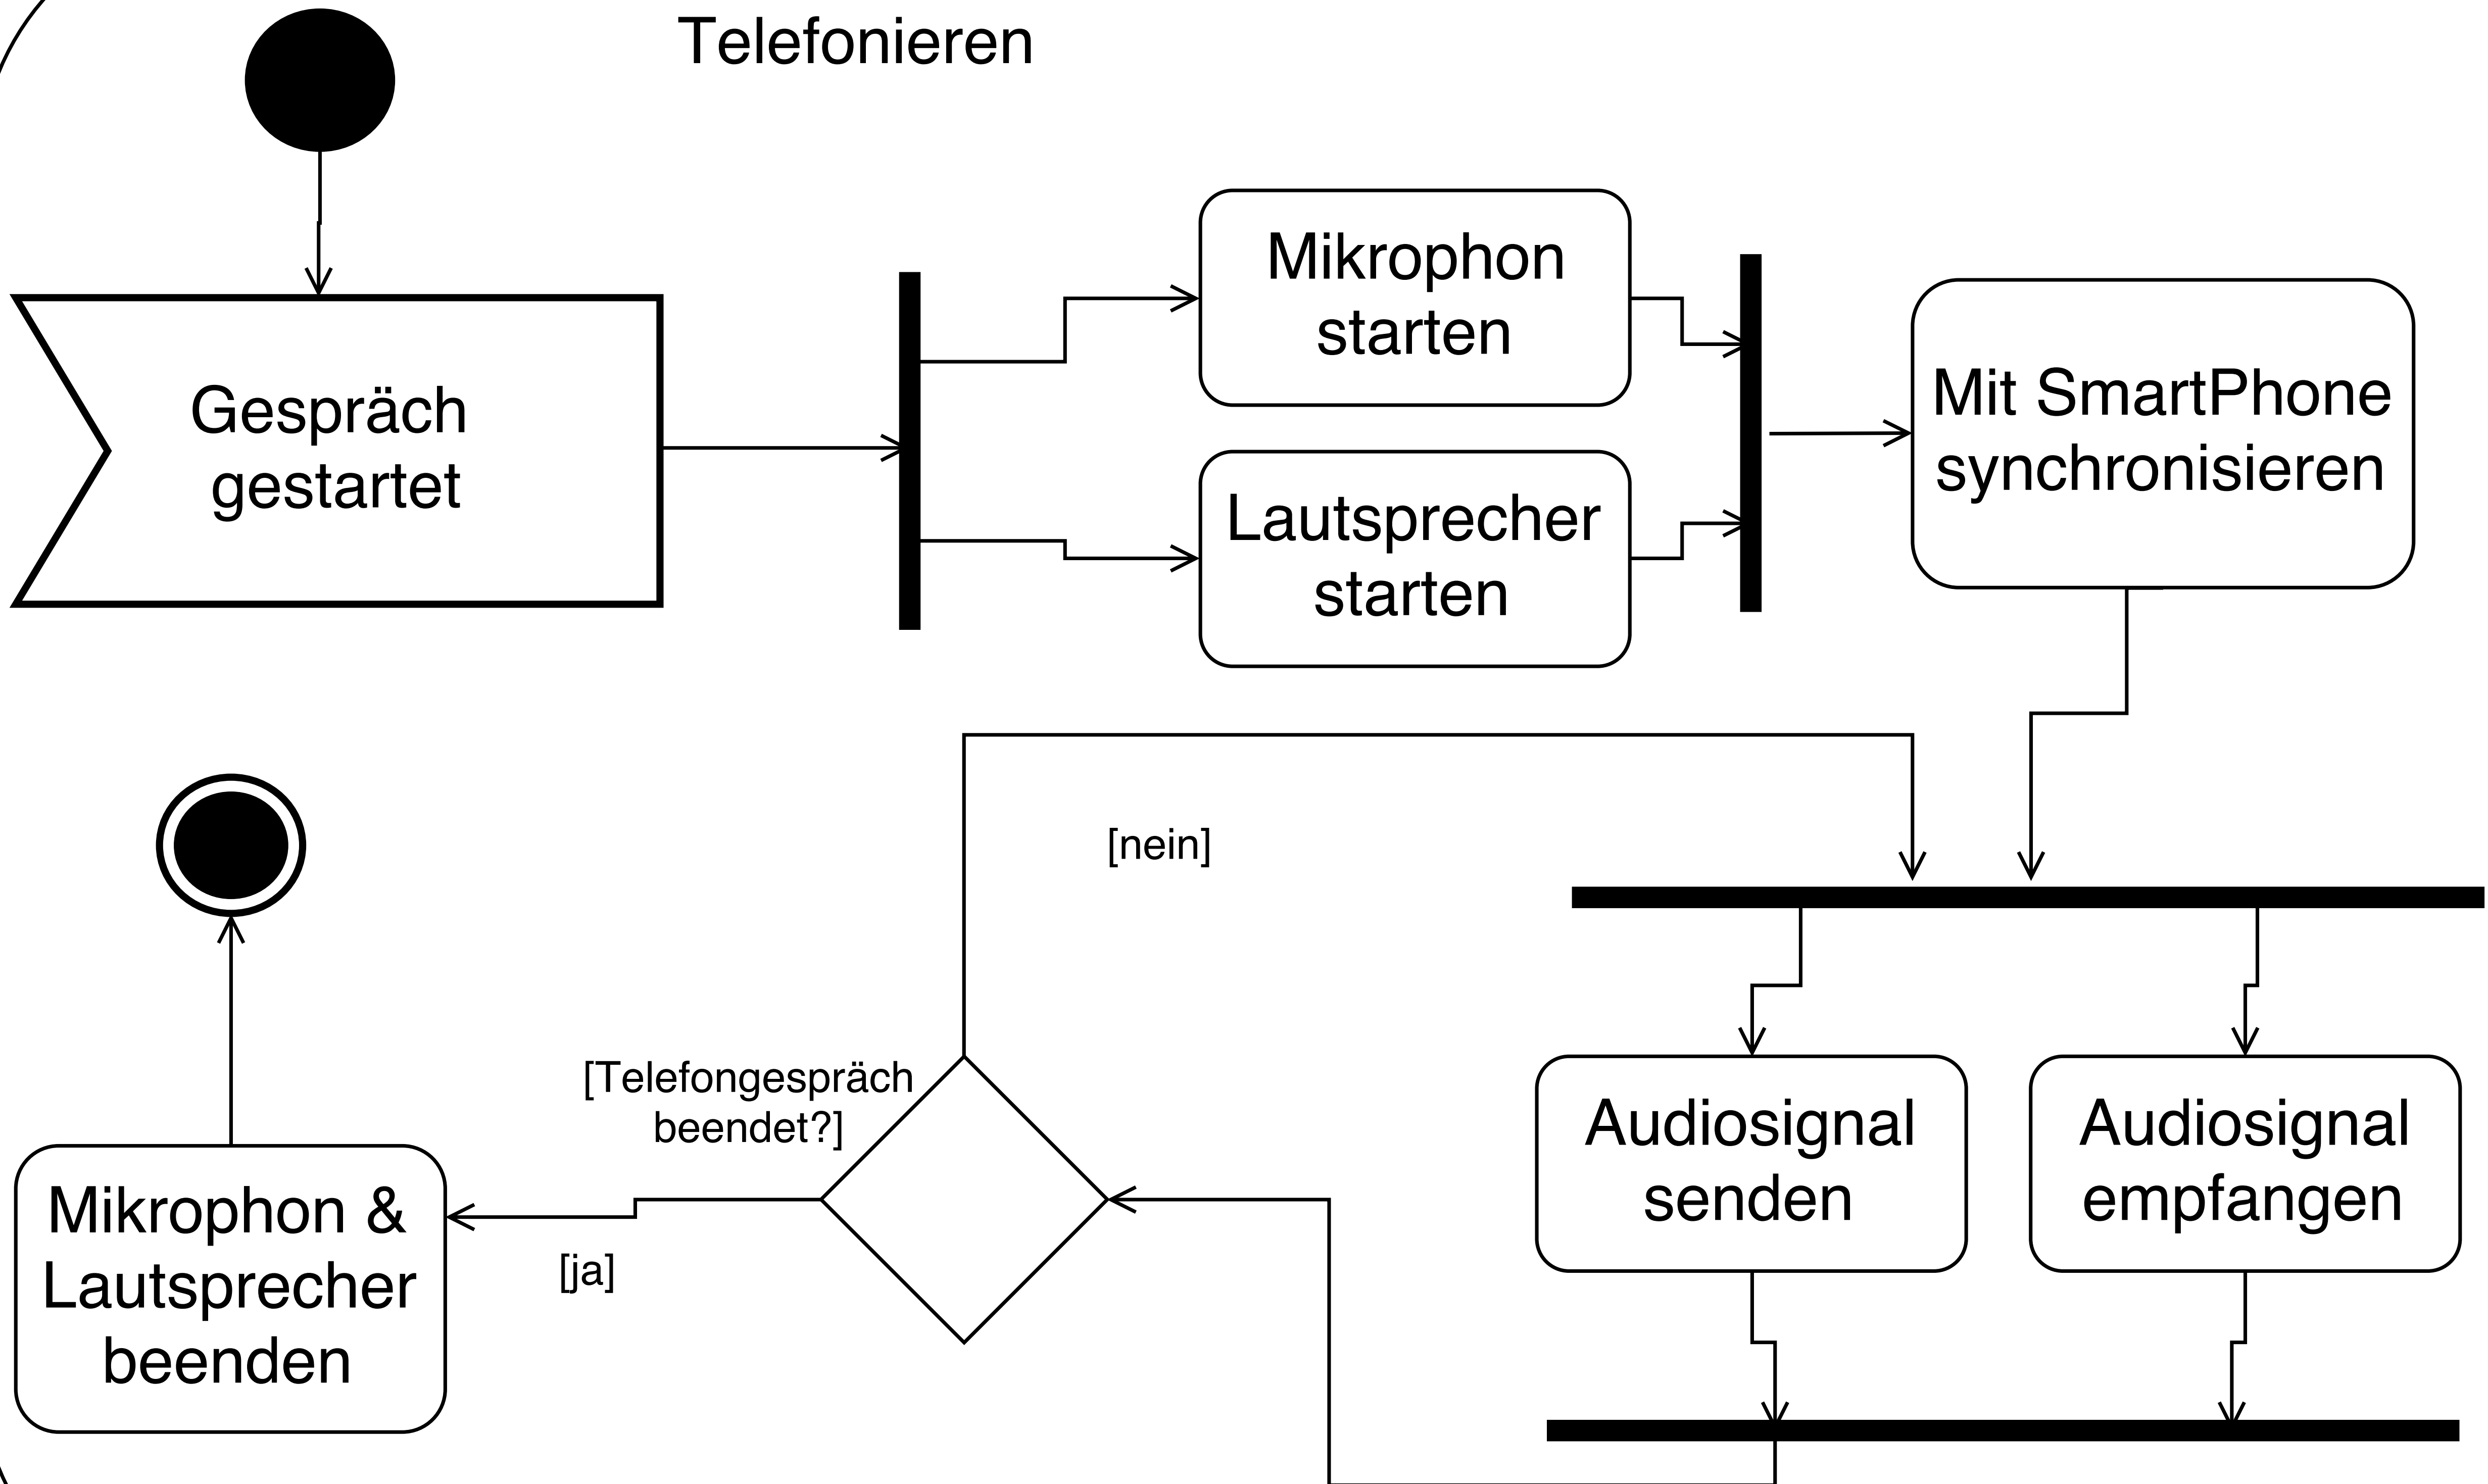 Telefonieren
Mikrophon
starten
Gespräch
gestartet
Lautsprecher
starten
Mit SmartPhone
synchronisieren
[nein]
[Telefongespräch
beendet?]
[ja]
Audiosignal
senden
Audiosignal
empfangen
Mikrophon &
Lautsprecher
beenden